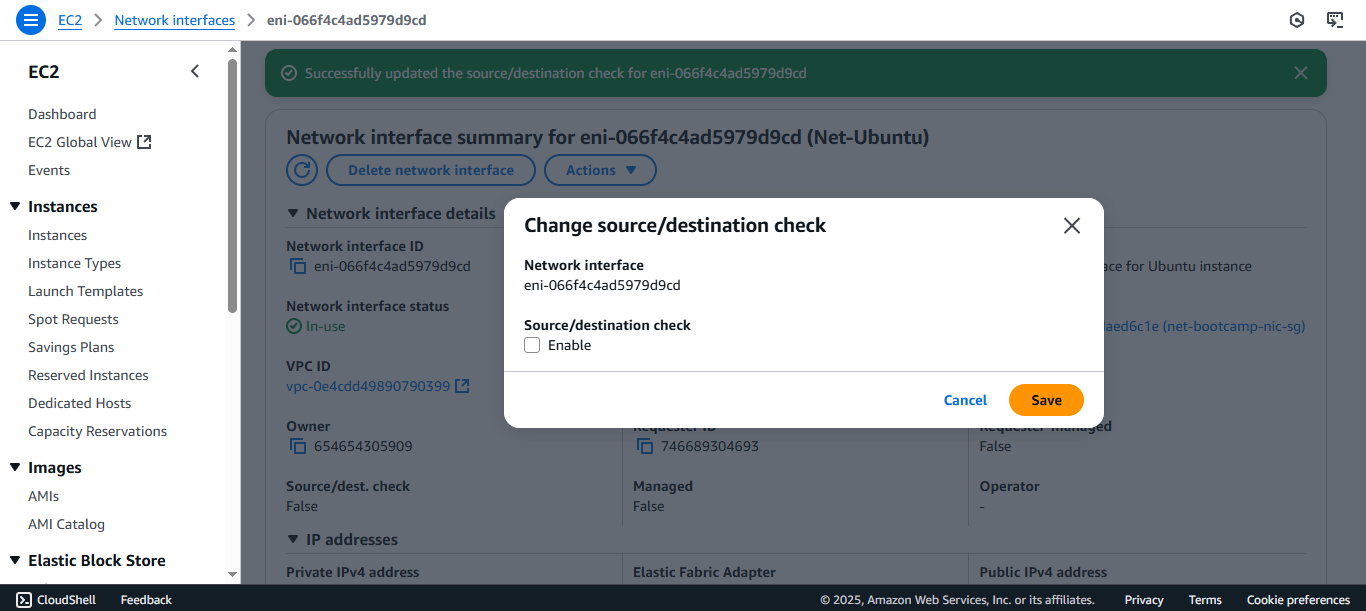 EC2 > Network interfaces > eni-066f4c4ad5979d9cd
EC2
Dashboard
EC2 Global View
Events
Instances
Instances
Instance Types
Launch Templates
Spot Requests
Savings Plans
Reserved Instances
Dedicated Hosts
Capacity Reservations
Images
AMIs
AMI Catalog
Elastic Block Store
Successfully updated the source/destination check for eni-066f4c4ad5979d9cd
Network interface summary for eni-066f4c4ad5979d9cd (Net-Ubuntu)
Delete network interface Actions
Network interface details
Network interface ID
eni-066f4c4ad5979d9cd
ace for Ubuntu instance
Network interface status
In-use
aed6c1e (net-bootcamp-nic-sg)
VPC ID
vpc-0e4cdd49890790399
Change source/destination check
Network interface
eni-066f4c4ad5979d9cd
Source/destination check
Enable
Cancel Save
Owner Requester ID Requester-managed
654654305909 746689304693 False
Source/dest. check Managed Operator
False False -
IP addresses
Private IPv4 address Elastic Fabric Adapter Public IPv4 address
CloudShell Feedback © 2025, Amazon Web Services, Inc. or its affiliates. Privacy Terms Cookie preferences